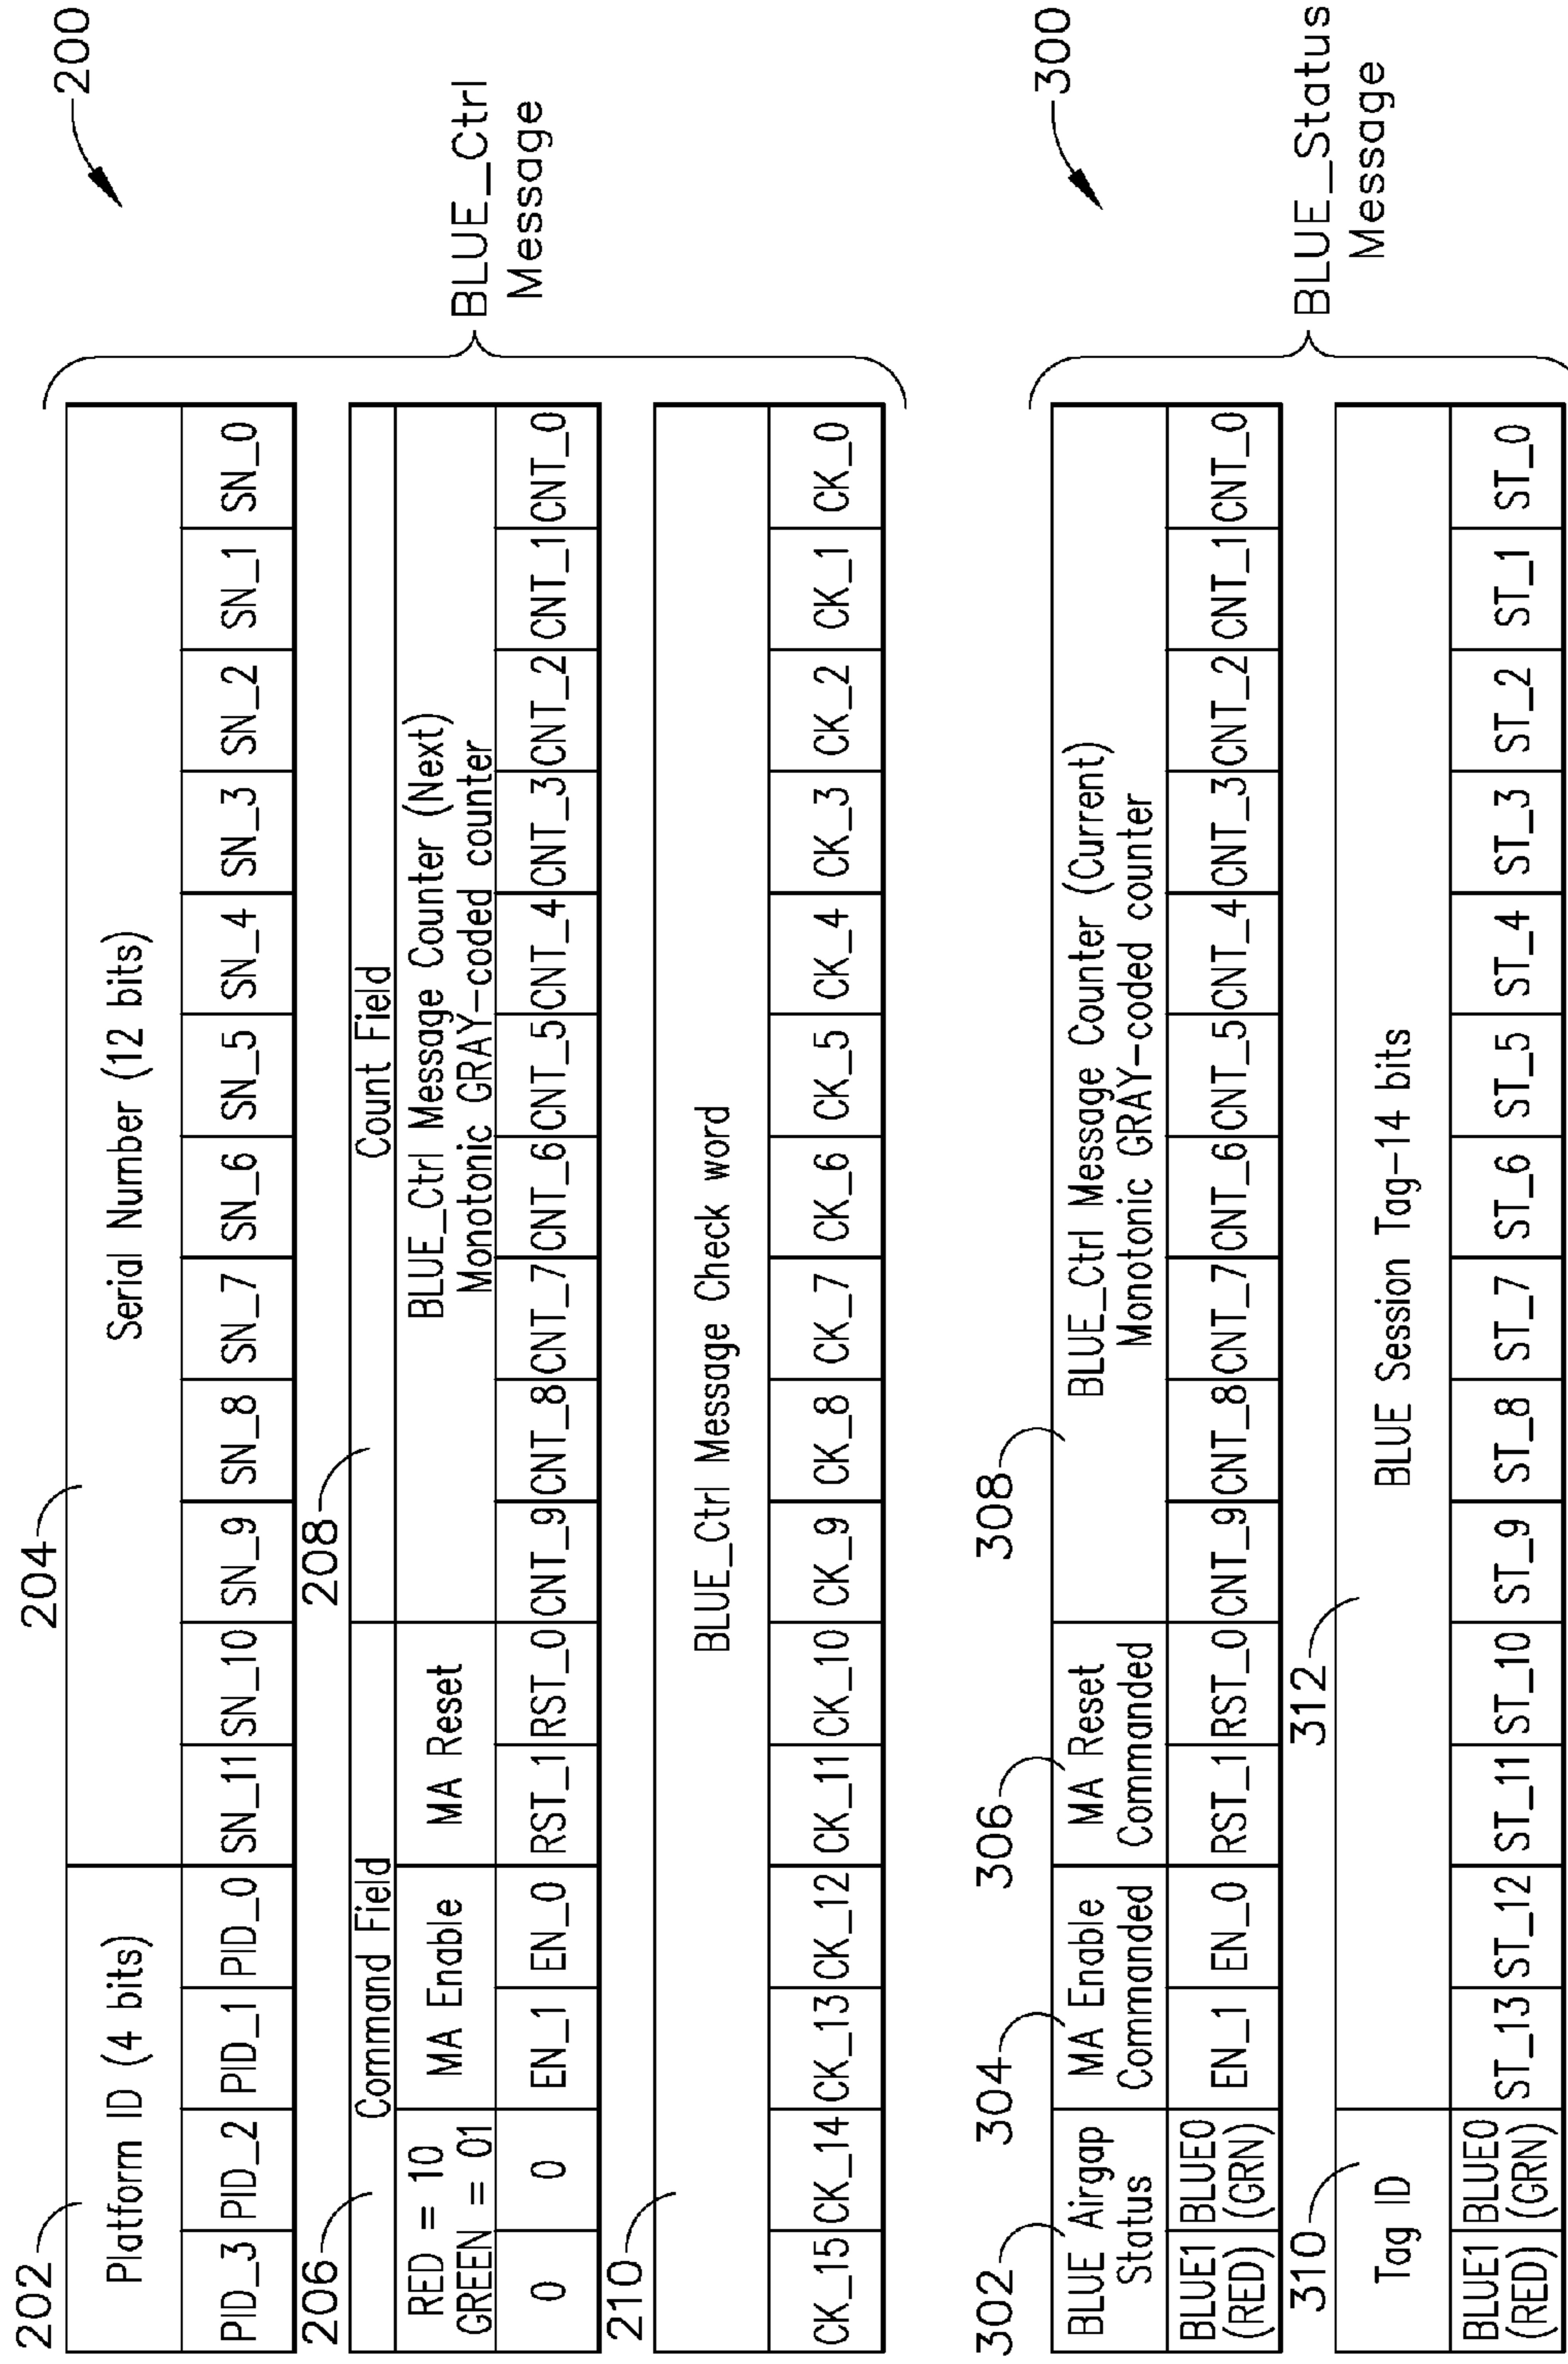 200
202
204
Platform ID (4 bits)
Serial Number (12 bits)
PID_3 PID_2 PID_1 PID_0 SN_11 SN_10 SN_9 SN_8 SN_7 SN_6 SN_5 SN_4 SN_3 SN_2 SN_1 SN_0
206
208
Command Field
Count Field
RED = 10
GREEN = 01
MA Enable
MA Reset
BLUE_Ctrl Message Counter (Next)
Monotonic GRAY-coded counter
0 0 EN_1 EN_0 RST_1 RST_0 CNT_9 CNT_8 CNT_7 CNT_6 CNT_5 CNT_4 CNT_3 CNT_2 CNT_1 CNT_0
210
BLUE_Ctrl Message Check word
CK_15 CK_14 CK_13 CK_12 CK_11 CK_10 CK_9 CK_8 CK_7 CK_6 CK_5 CK_4 CK_3 CK_2 CK_1 CK_0
BLUE_Ctrl
Message
300
302
304
306
308
BLUE Airgap
Status
MA Enable
Commanded
MA Reset
Commanded
BLUE_Ctrl Message Counter (Current)
Monotonic GRAY-coded counter
BLUE1 BLUE0 EN_1 EN_0 RST_1 RST_0 CNT_9 CNT_8 CNT_7 CNT_6 CNT_5 CNT_4 CNT_3 CNT_2 CNT_1 CNT_0
(RED) (GRN)
310
312
Tag ID
BLUE Session Tag-14 bits
BLUE1 BLUE0 ST_13 ST_12 ST_11 ST_10 ST_9 ST_8 ST_7 ST_6 ST_5 ST_4 ST_3 ST_2 ST_1 ST_0
(RED) (GRN)
BLUE_Status
Message